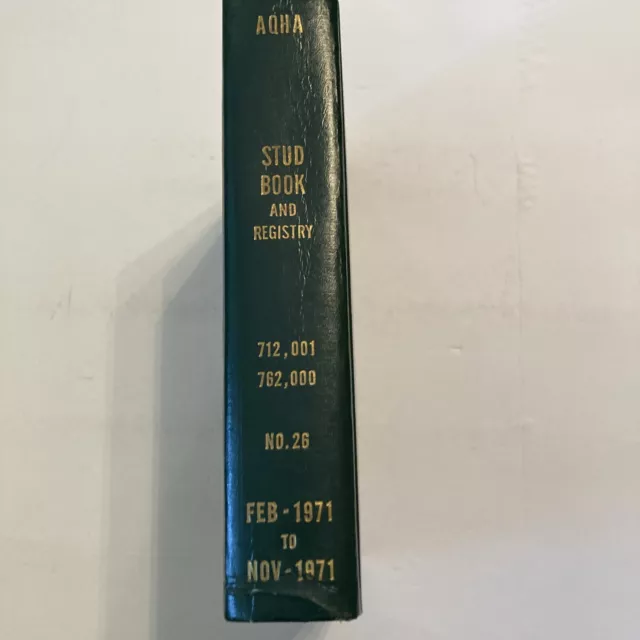 AQHA
STUD
BOOK
AND
REGISTRY
712,001
762,000
NO.26
FEB-1971
TO
NOV-1971